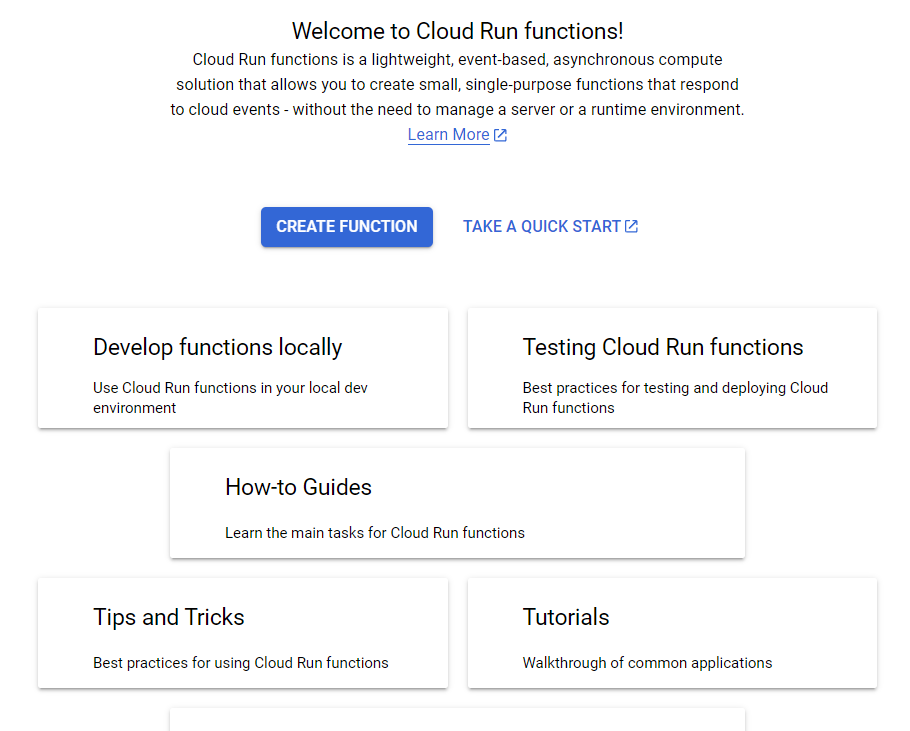 Welcome to Cloud Run functions!
Cloud Run functions is a lightweight, event-based, asynchronous compute
solution that allows you to create small, single-purpose functions that respond
to cloud events - without the need to manage a server or a runtime environment.
Learn More
CREATE FUNCTION
TAKE A QUICK START
Develop functions locally
Use Cloud Run functions in your local dev
environment
Testing Cloud Run functions
Best practices for testing and deploying Cloud
Run functions
How-to Guides
Learn the main tasks for Cloud Run functions
Tips and Tricks
Best practices for using Cloud Run functions
Tutorials
Walkthrough of common applications